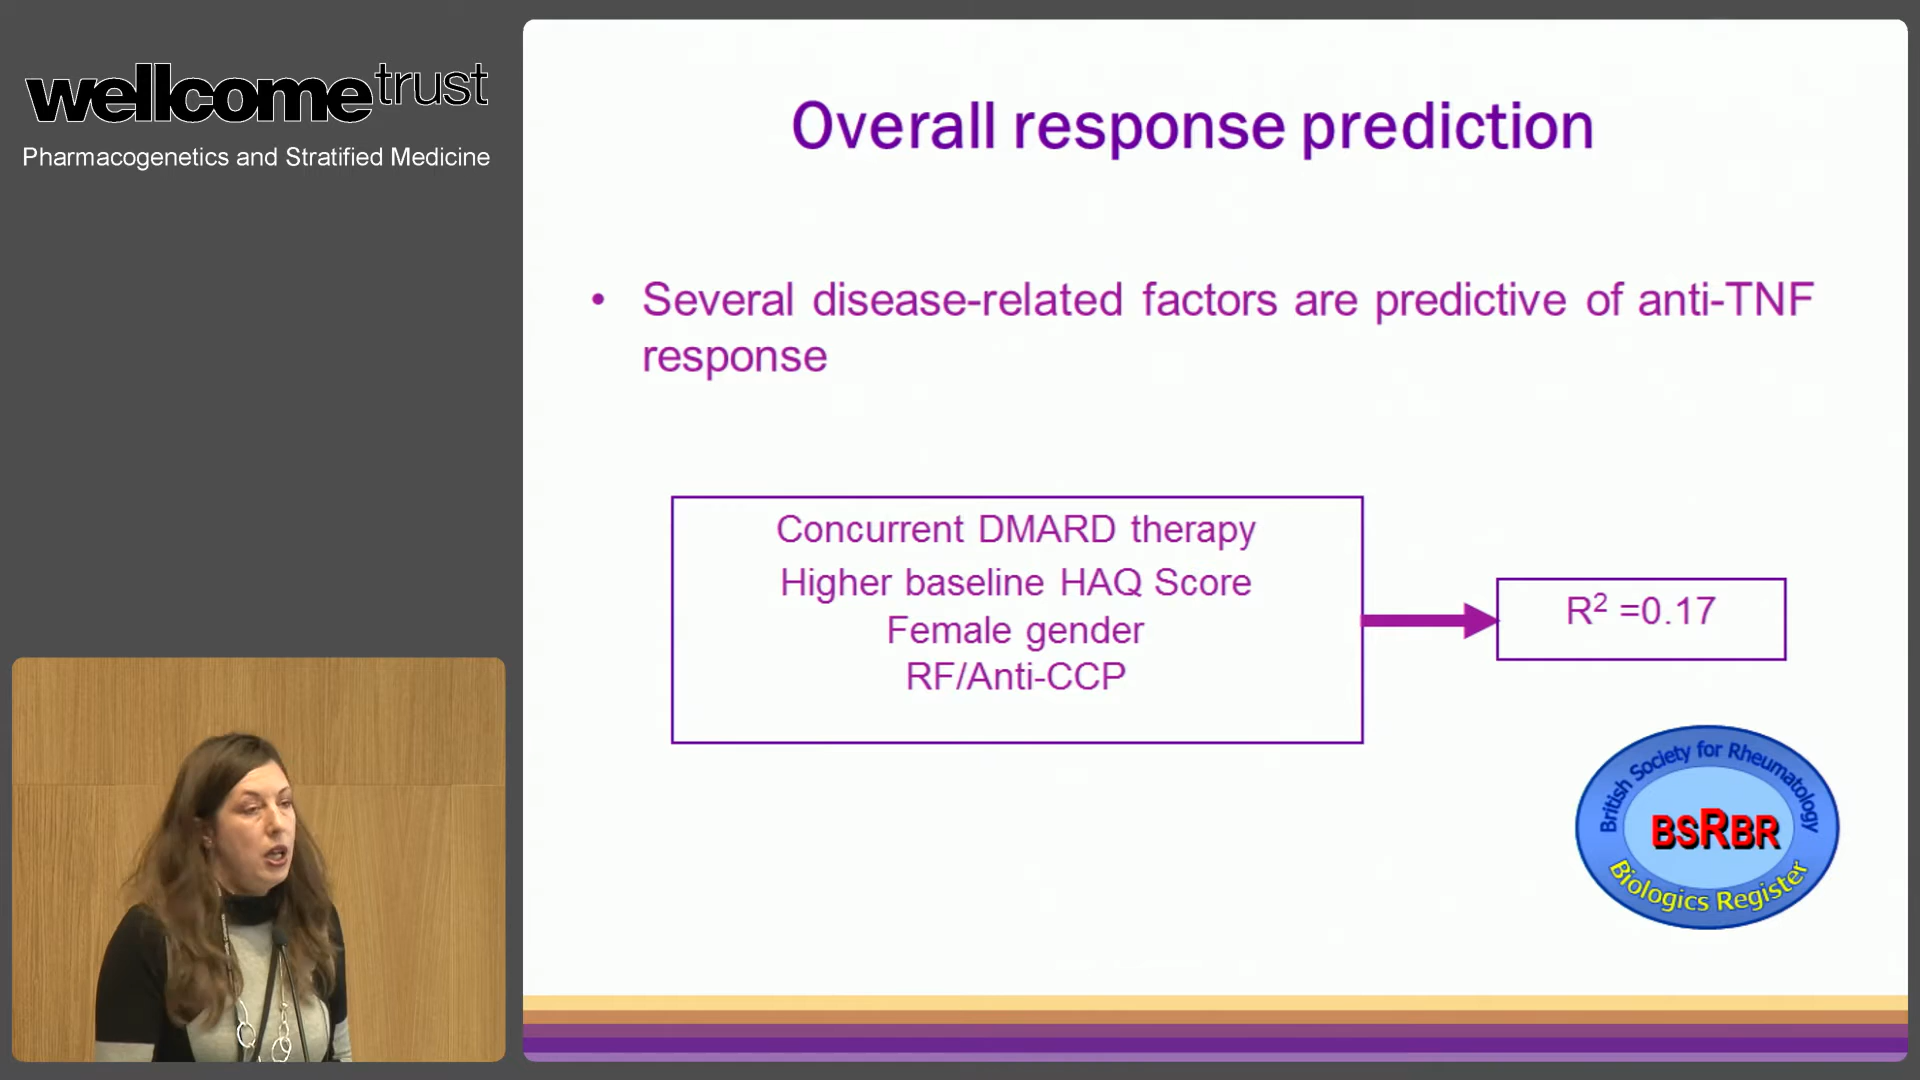 wellcometrust
Pharmacogenetics and Stratified Medicine
Overall response prediction
• Several disease-related factors are predictive of anti-TNF
response
Concurrent DMARD therapy
Higher baseline HAQ Score
Female gender
RF/Anti-CCP
R² =0.17
British Society for Rheumatology
BSRBR
Biologics Register